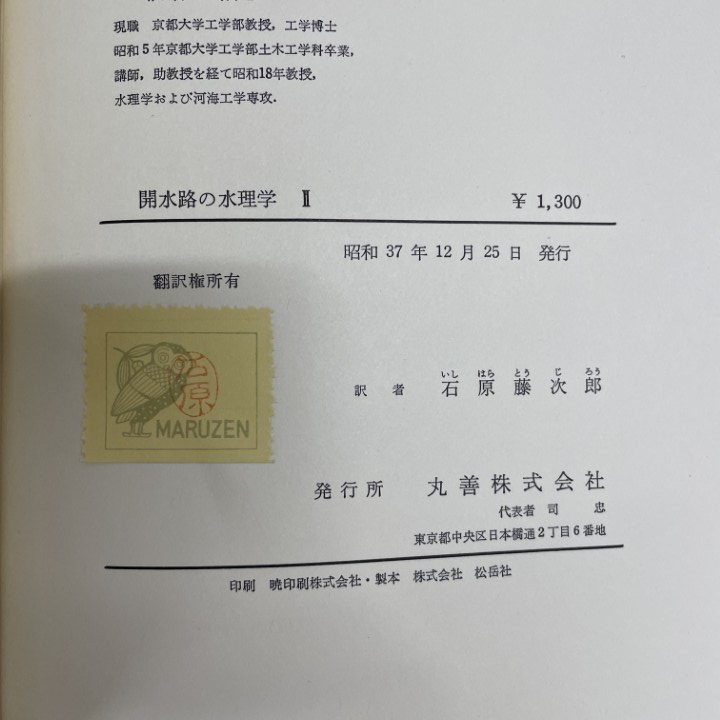 現職 京都大学工学部教授,工学博士
昭和5年京都大学工学部土木工学科卒業,
講師,助教授を経て昭和18年教授,
水理学および河海工学専攻.
開水路の水理学 Ⅱ ¥ 1,300
昭和 37 年 12 月 25 日 発行
翻訳権所有
石原
MARUZEN
いし はら とう じ ろう
訳 者 石 原 藤 次 郎
発行所 丸善株式会社
代表者 司 忠
東京都中央区日本橋通2丁目6番地
印刷 暁印刷株式会社・製本 株式会社 松岳社